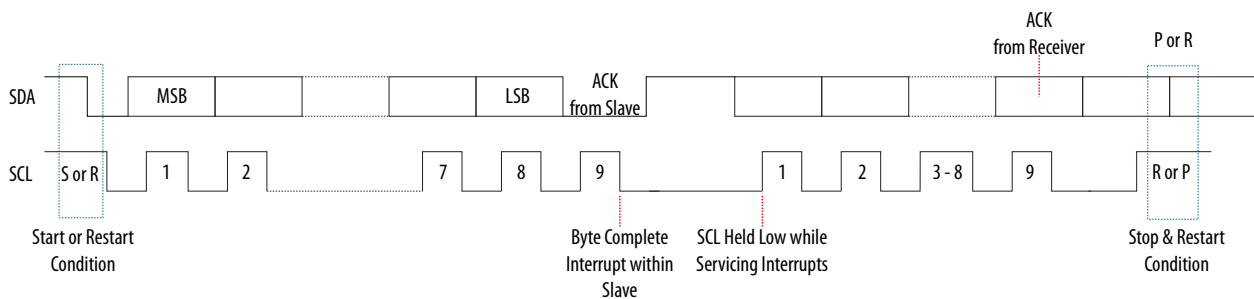 ACK
from Receiver
P or R
SDA
MSB
LSB
ACK
from Slave
SCL
S or R
1
2
7
8
9
1
2
3 - 8
9
R or P
Start or Restart
Condition
Byte Complete
Interrupt within
Slave
SCL Held Low while
Servicing Interrupts
Stop & Restart
Condition